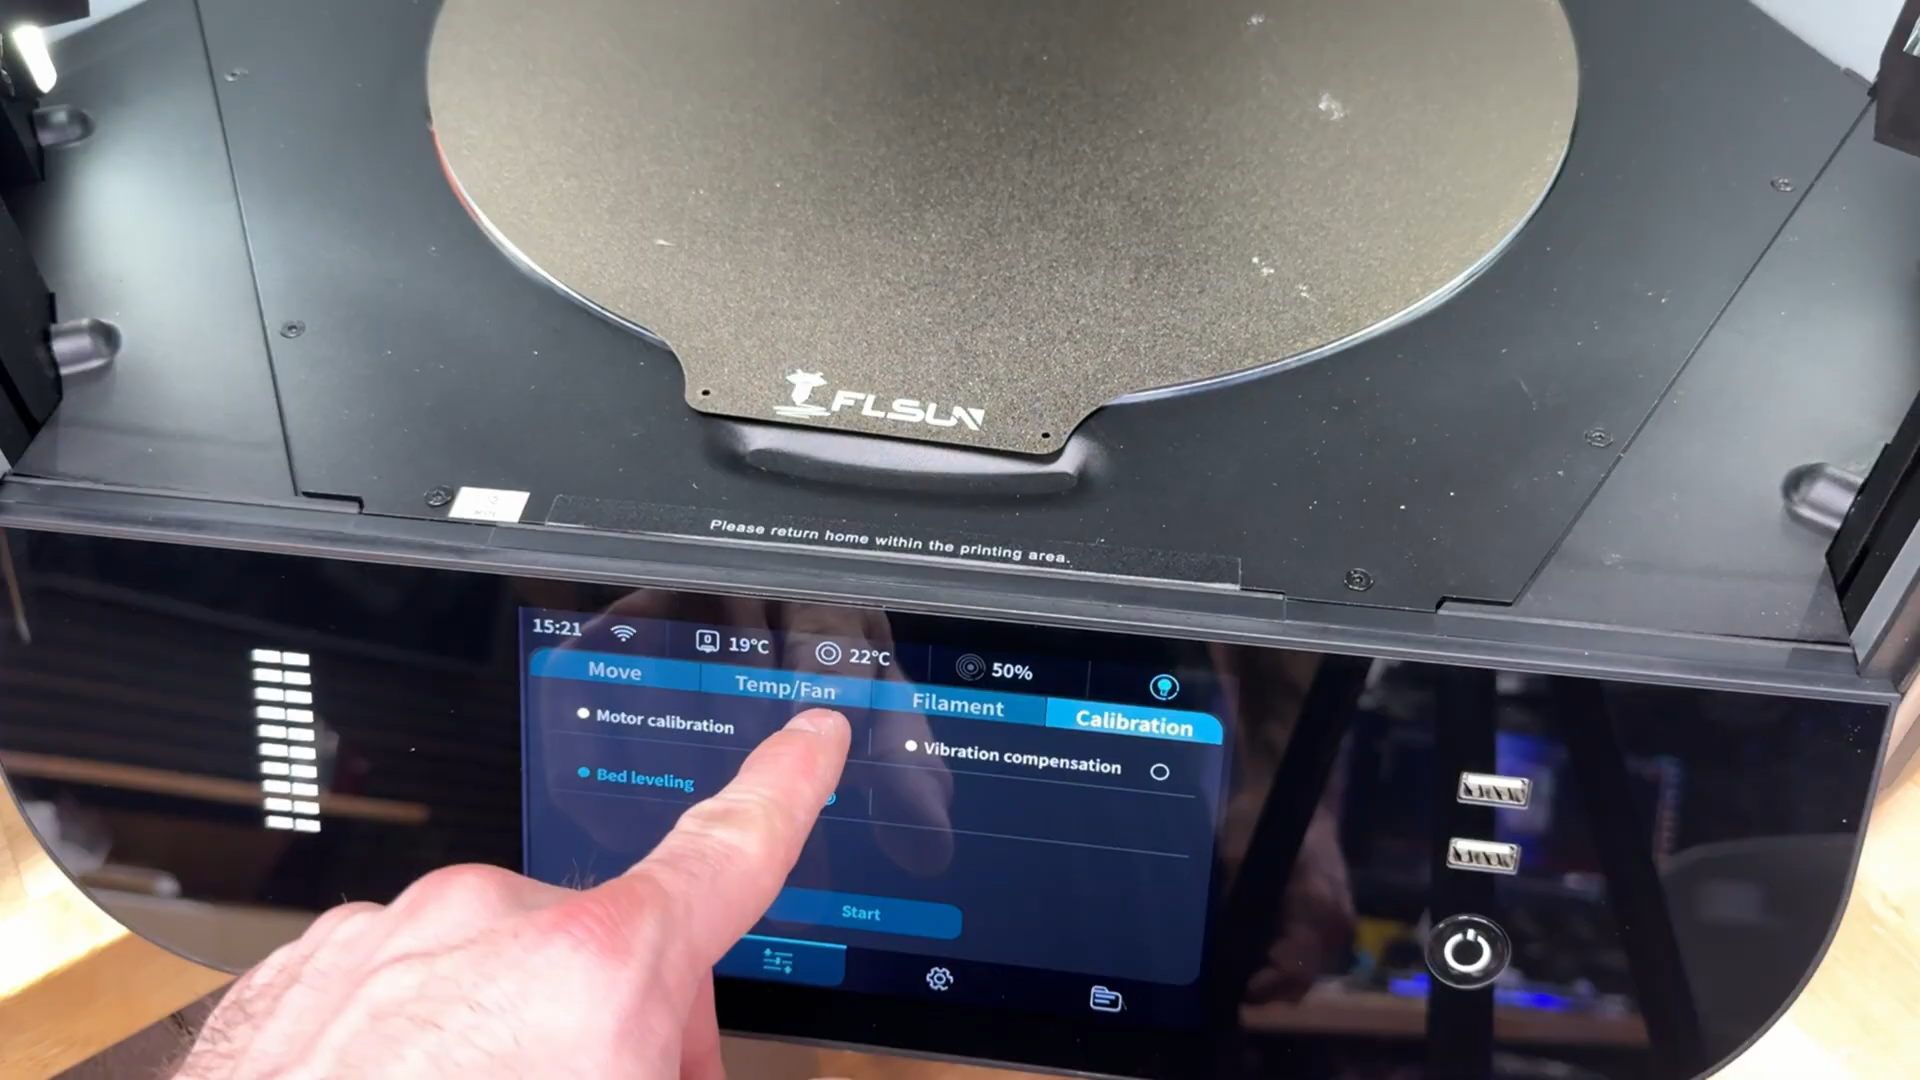 FLSUN
Please return home within the printing area.
15:21
0
19°C
22°C
50%
Move
Temp/Fan
Filament
Calibration
Motor calibration
Vibration compensation
Bed leveling
Start